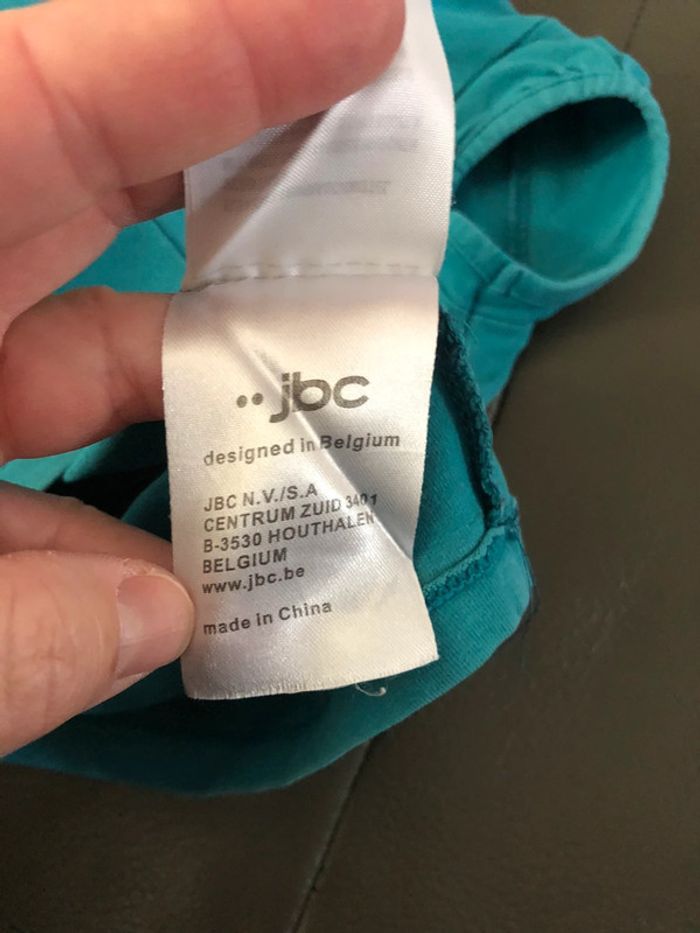 jbc
designed in Belgium
JBC N.V./S.A
CENTRUM ZUID 3401
B-3530 HOUTHALEN
BELGIUM
www.jbc.be
made in China